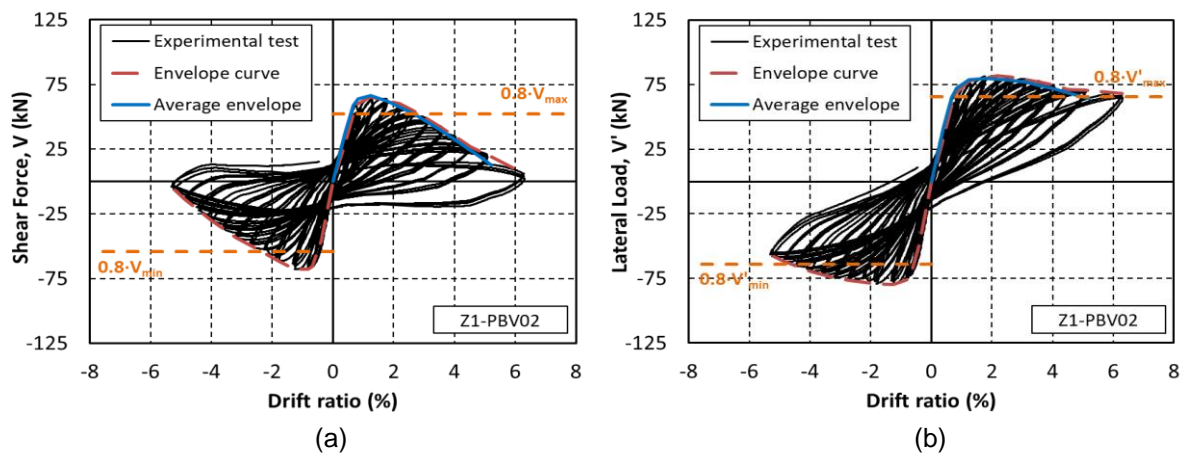 125
75
25
-25
-75
-125
Shear Force, V (kN)
Experimental test
Envelope curve
Average envelope
0.8·Vmax
0.8·Vmin
Z1-PBV02
-8 -6 -4 -2 0 2 4 6 8
Drift ratio (%)
(a)
125
75
25
-25
-75
-125
Lateral Load, V' (kN)
Experimental test
Envelope curve
Average envelope
0.8·V'max
0.8·V'min
Z1-PBV02
-8 -6 -4 -2 0 2 4 6 8
Drift ratio (%)
(b)